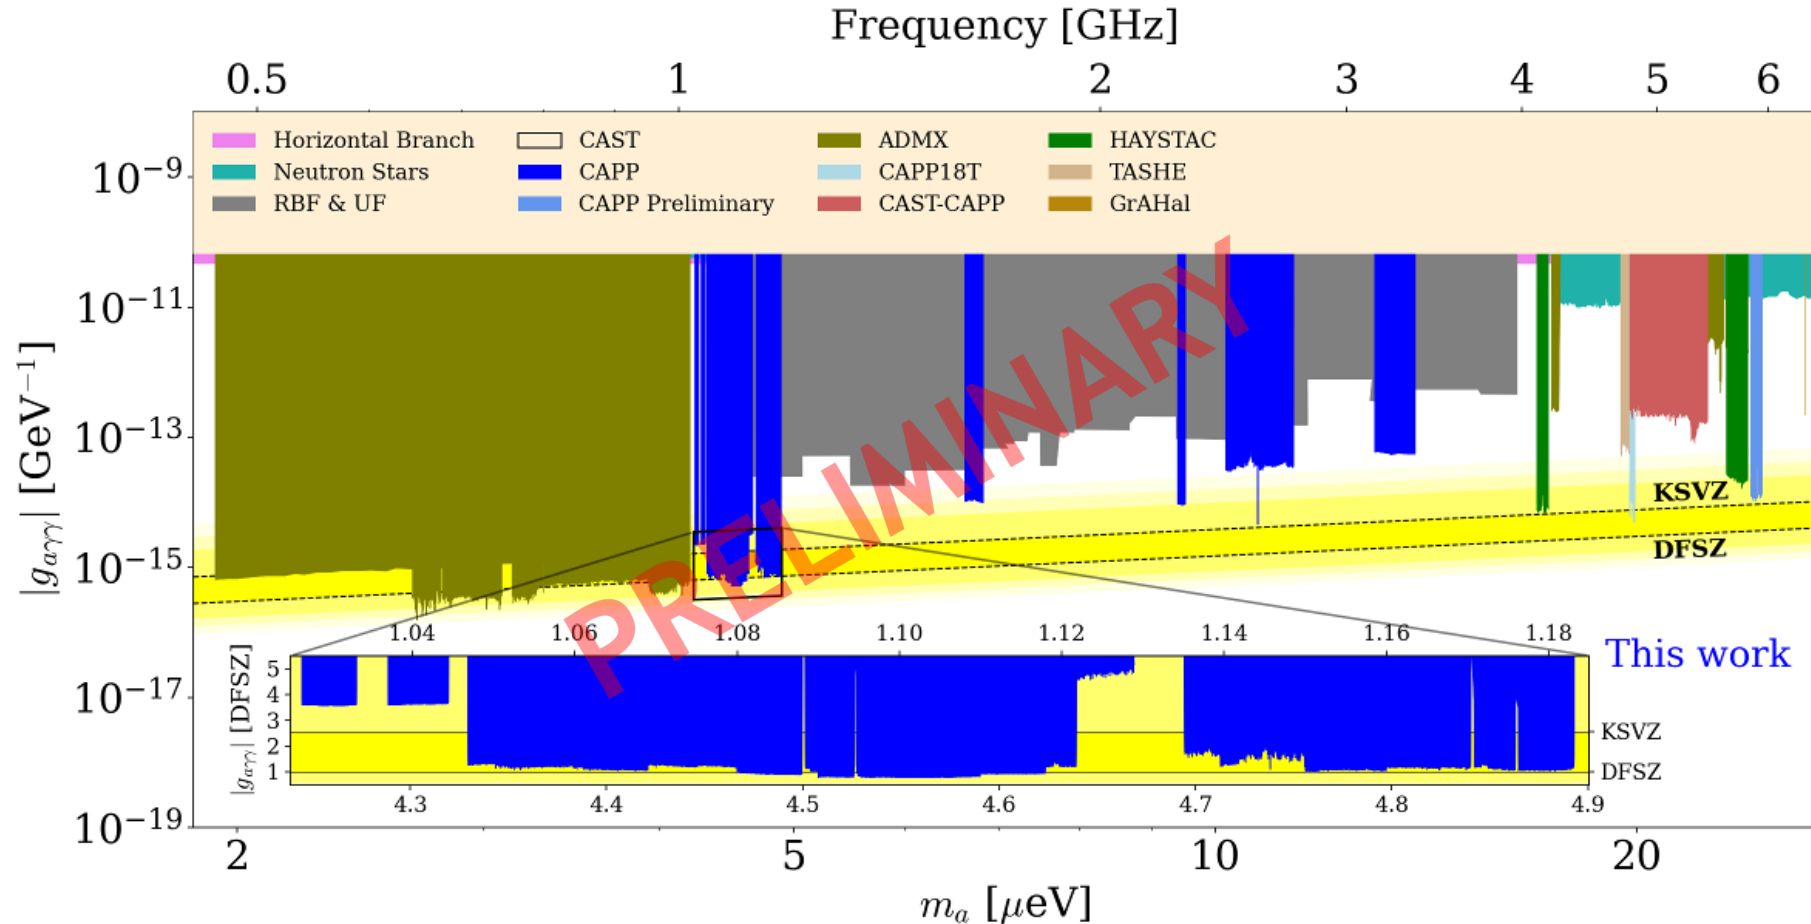 Frequency [GHz]
0.5 1 2 3 4 5 6
Horizontal Branch CAST ADMX HAYSTAC
Neutron Stars CAPP CAPP18T TASHE
RBF & UF CAPP Preliminary CAST-CAPP GrAHal
10⁻⁹
10⁻¹¹
10⁻¹³
10⁻¹⁵
10⁻¹⁷
10⁻¹⁹
|gₐγγ| [GeV⁻¹]
PRELIMINARY
KSVZ
DFSZ
1.04 1.06 1.08 1.10 1.12 1.14 1.16 1.18
This work
|gₐγγ| [DFSZ]
5
4
3
2
1
KSVZ
DFSZ
4.3 4.4 4.5 4.6 4.7 4.8 4.9
2 5 10 20
mₐ [μeV]